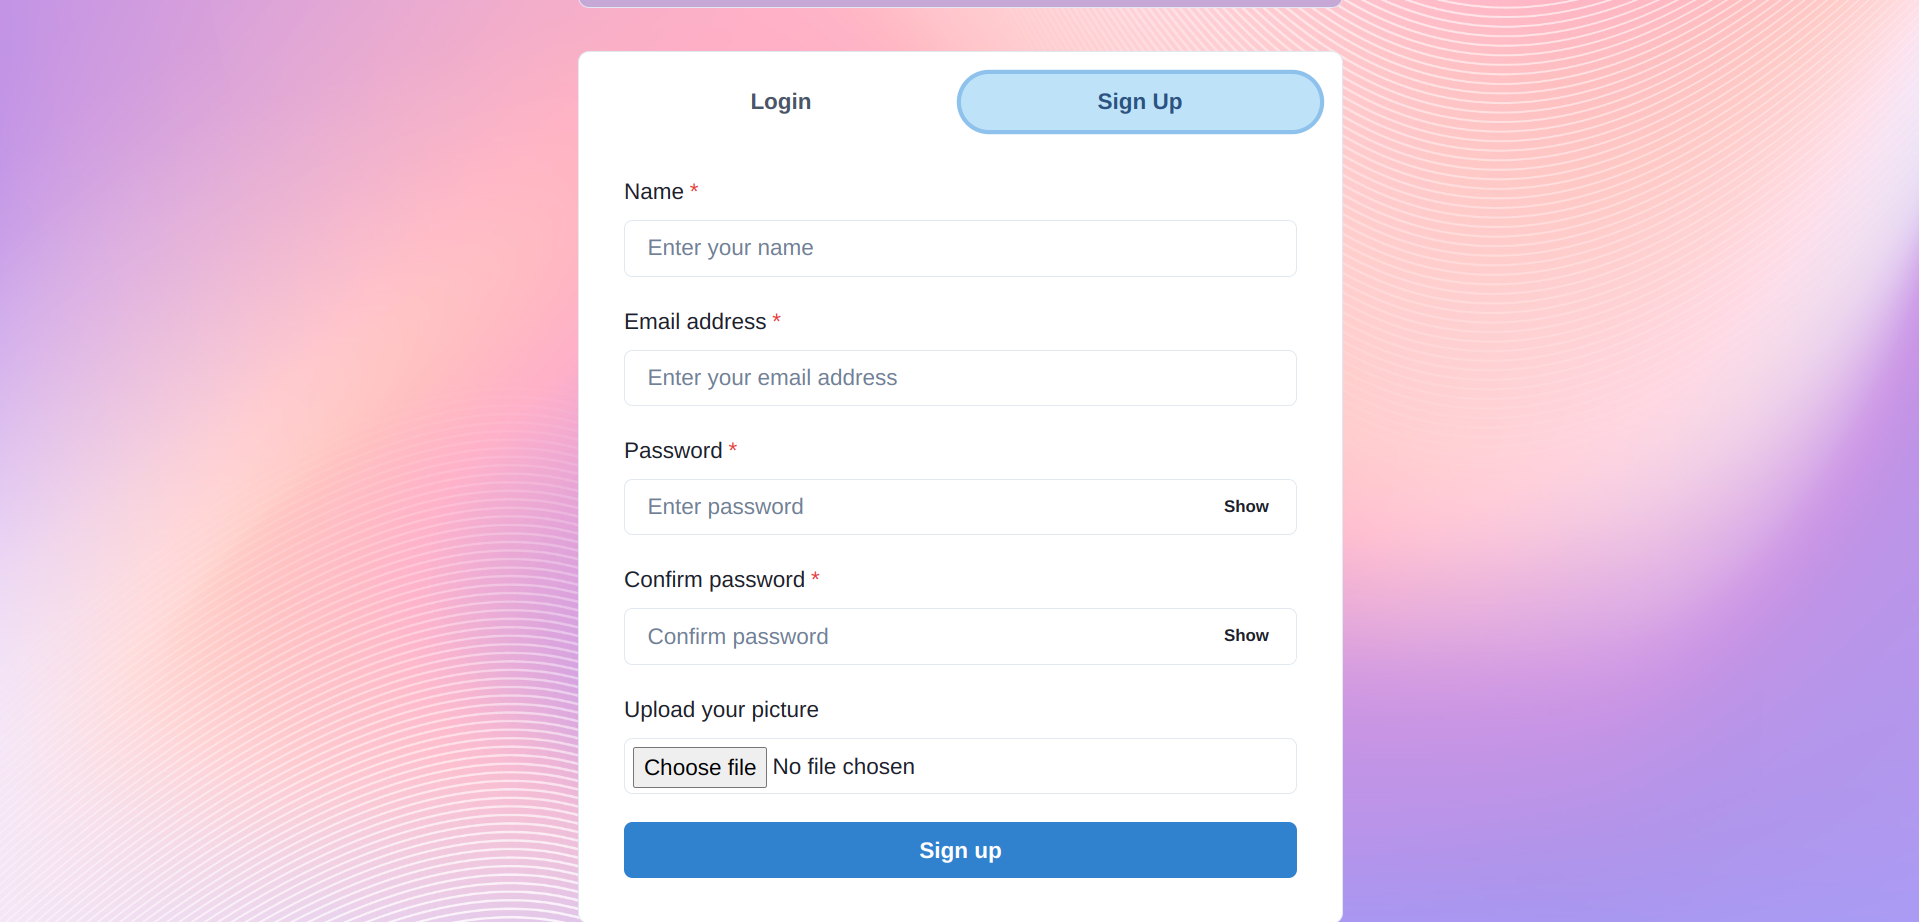 Login
Sign Up
Name *
Enter your name
Email address *
Enter your email address
Password *
Enter password
Show
Confirm password *
Confirm password
Show
Upload your picture
Choose file No file chosen
Sign up